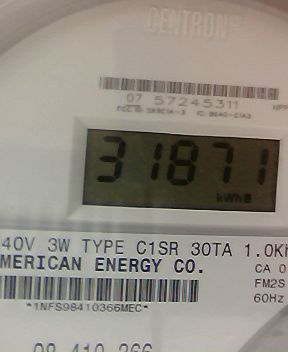 CENTRON®
07 57245311
31871
kWh
40V 3W TYPE C1SR 30TA 1.0K
MERICAN ENERGY CO.
CA 0
FM2S
60Hz
*1NFS98410366MEC*